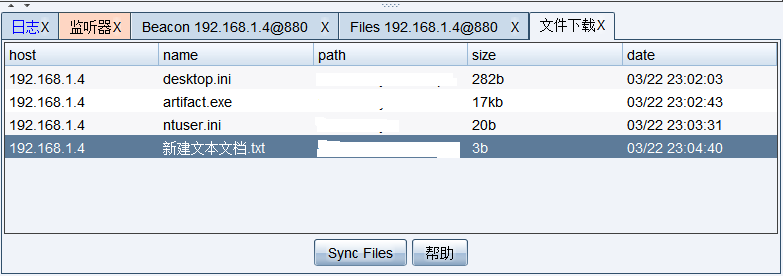 日志X 监听器X Beacon 192.168.1.4@880 X Files 192.168.1.4@880 X 文件下载X
host name path size date
192.168.1.4 desktop.ini 282b 03/22 23:02:03
192.168.1.4 artifact.exe 17kb 03/22 23:02:43
192.168.1.4 ntuser.ini 20b 03/22 23:03:31
192.168.1.4 新建文本文档.txt 3b 03/22 23:04:40
Sync Files 帮助